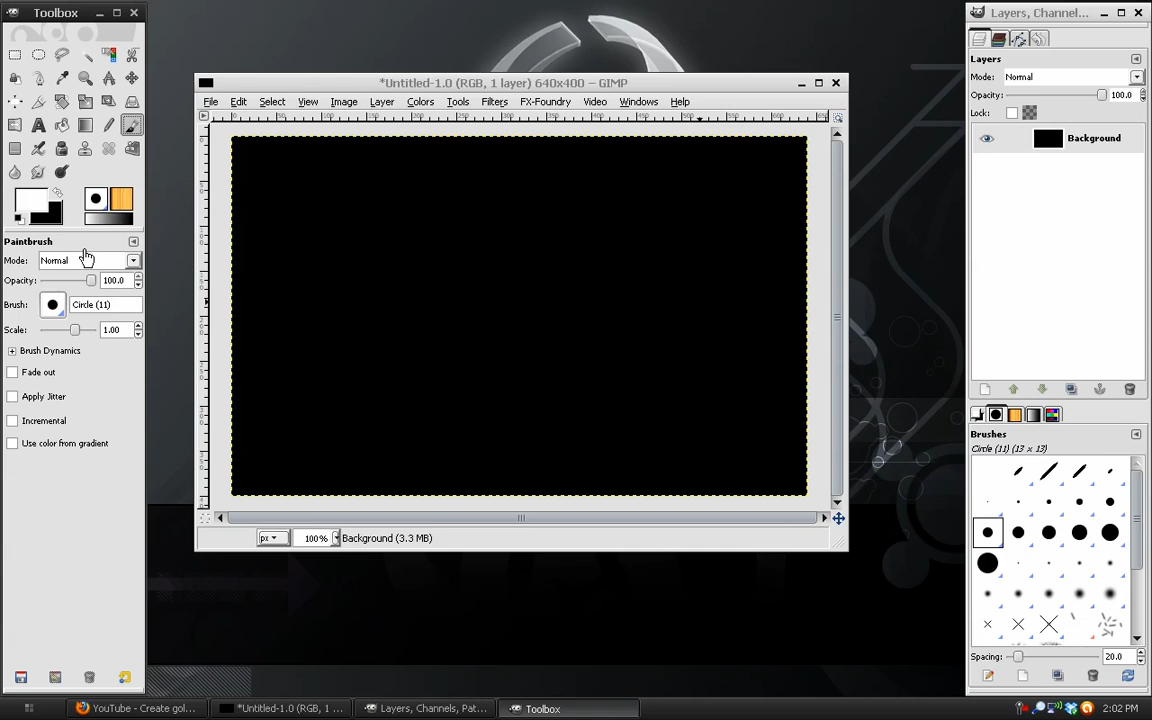 Toolbox
Paintbrush
Mode: Normal
Opacity: 100.0
Brush: Circle (11)
Scale: 1.00
Brush Dynamics
Fade out
Apply Jitter
Incremental
Use color from gradient
*Untitled-1.0 (RGB, 1 layer) 640x400 – GIMP
File Edit Select View Image Layer Colors Tools Filters FX-Foundry Video Windows Help
px 100% Background (3.3 MB)
Layers, Channel...
Layers
Mode: Normal
Opacity: 100.0
Lock:
Background
Brushes
Circle (11) (13 x 13)
Spacing: 20.0
YouTube - Create gol...
*Untitled-1.0 (RGB, 1 ...
Layers, Channels, Pat...
Toolbox
2:02 PM